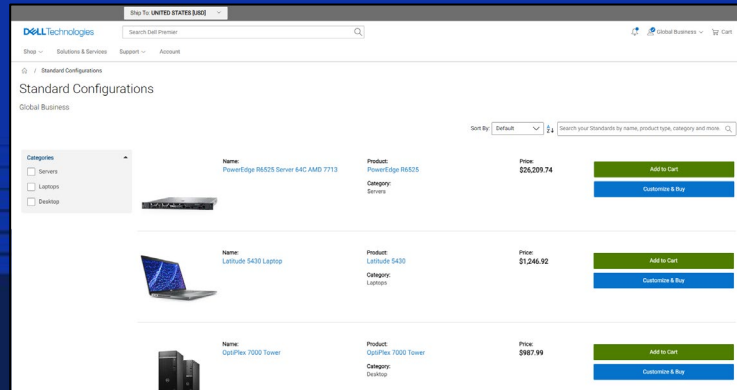 Ship To: UNITED STATES [USD]
DELLTechnologies
Search Dell Premier
Global Business
Cart
Shop
Solutions & Services
Support
Account
/ Standard Configurations
Standard Configurations
Global Business
Sort By:
Default
Search your Standards by name, product type, category and more.
Categories
Servers
Laptops
Desktop
Name:
PowerEdge R6525 Server 64C AMD 7713
Product:
PowerEdge R6525
Category:
Servers
Price:
$26,209.74
Add to Cart
Customize & Buy
Name:
Latitude 5430 Laptop
Product:
Latitude 5430
Category:
Laptops
Price:
$1,246.92
Add to Cart
Customize & Buy
Name:
OptiPlex 7000 Tower
Product:
OptiPlex 7000 Tower
Category:
Desktop
Price:
$987.99
Add to Cart
Customize & Buy